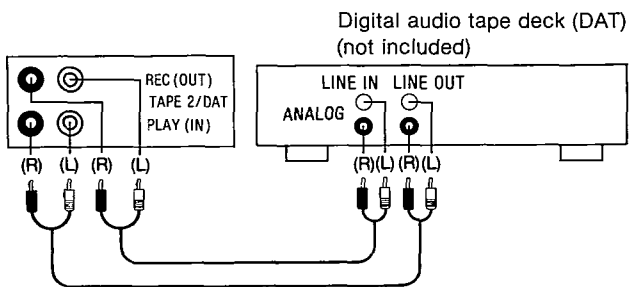 Digital audio tape deck (DAT)
(not included)
REC (OUT)
TAPE 2/DAT
PLAY (IN)
LINE IN LINE OUT
ANALOG
(R) (L) (R) (L)
(R)(L) (R)(L)